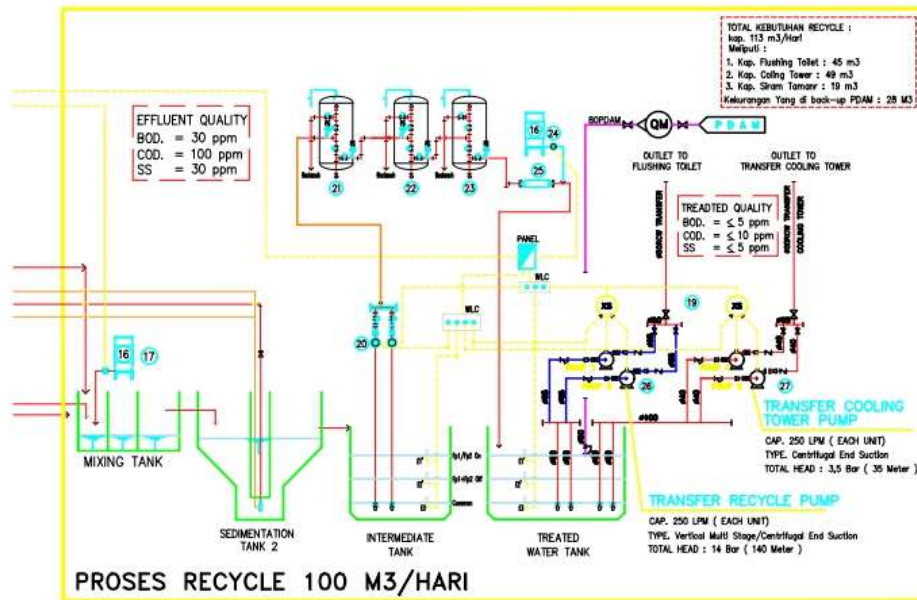 TOTAL KEBUTUHAN RECYCLE :
kap. 113 m3/Hari
Meliputi :
1. Kap. Flushing Toilet : 45 m3
2. Kap. Coling Tower : 49 m3
3. Kap. Siram Tamanr : 19 m3
Kekurangan Yang di back-up PDAM : 28 M3
EFFLUENT QUALITY
BOD. = 30 ppm
COD. = 100 ppm
SS = 30 ppm
16
24
25
21
22
23
BOPDAM
QM
PDAM
OUTLET TO
FLUSHING TOILET
OUTLET TO
TRANSFER COOLING TOWER
TREADTED QUALITY
BOD. = ≤ 5 ppm
COD. = ≤ 10 ppm
SS = ≤ 5 ppm
COOLING TOWER
PANEL
WLC
WLC
19
20
16
17
26
27
MIXING TANK
SEDIMENTATION
TANK 2
INTERMEDIATE
TANK
TREATED
WATER TANK
TRANSFER COOLING
TOWER PUMP
CAP. 250 LPM ( EACH UNIT)
TYPE. Centrifugal End Suction
TOTAL HEAD : 3,5 Bar ( 35 Meter )
TRANSFER RECYCLE PUMP
CAP. 250 LPM ( EACH UNIT)
TYPE. Vertical Multi Stage/Centrifugal End Suction
TOTAL HEAD : 14 Bar ( 140 Meter )
PROSES RECYCLE 100 M3/HARI